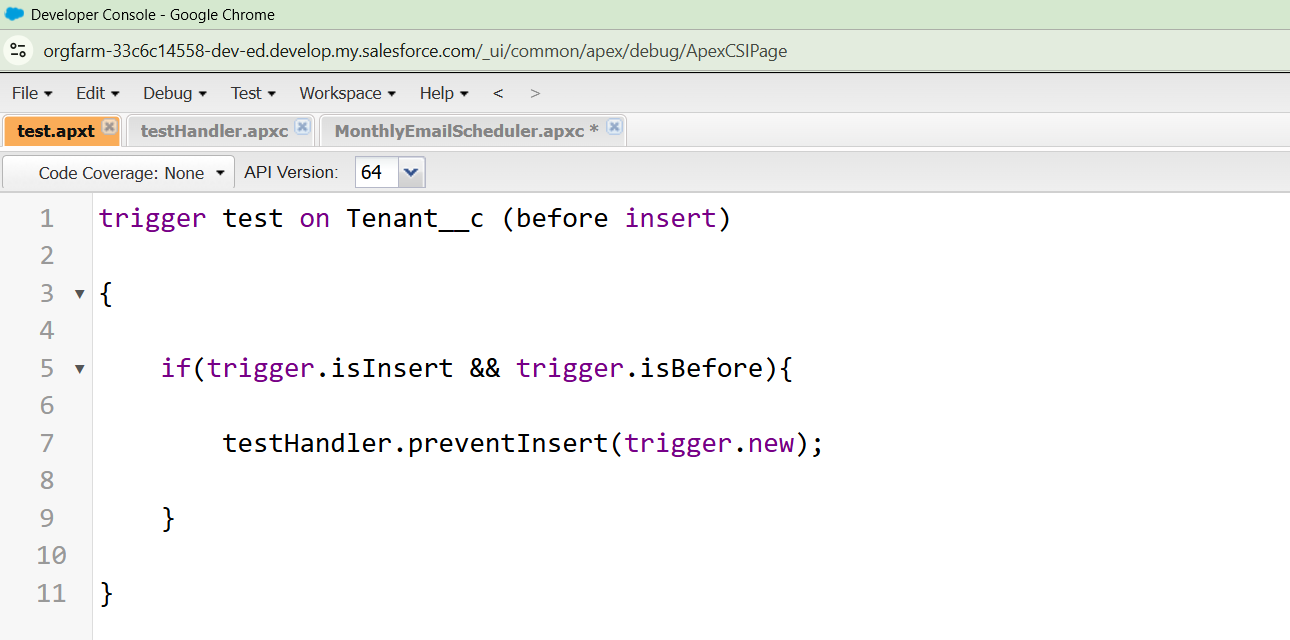 Developer Console - Google Chrome
orgfarm-33c6c14558-dev-ed.develop.my.salesforce.com/_ui/common/apex/debug/ApexCSIPage
File Edit Debug Test Workspace Help < >
test.apxt testHandler.apxc MonthlyEmailScheduler.apxc *
Code Coverage: None API Version: 64
1 trigger test on Tenant__c (before insert)
2
3 {
4
5 if(trigger.isInsert && trigger.isBefore){
6
7 testHandler.preventInsert(trigger.new);
8
9 }
10
11 }